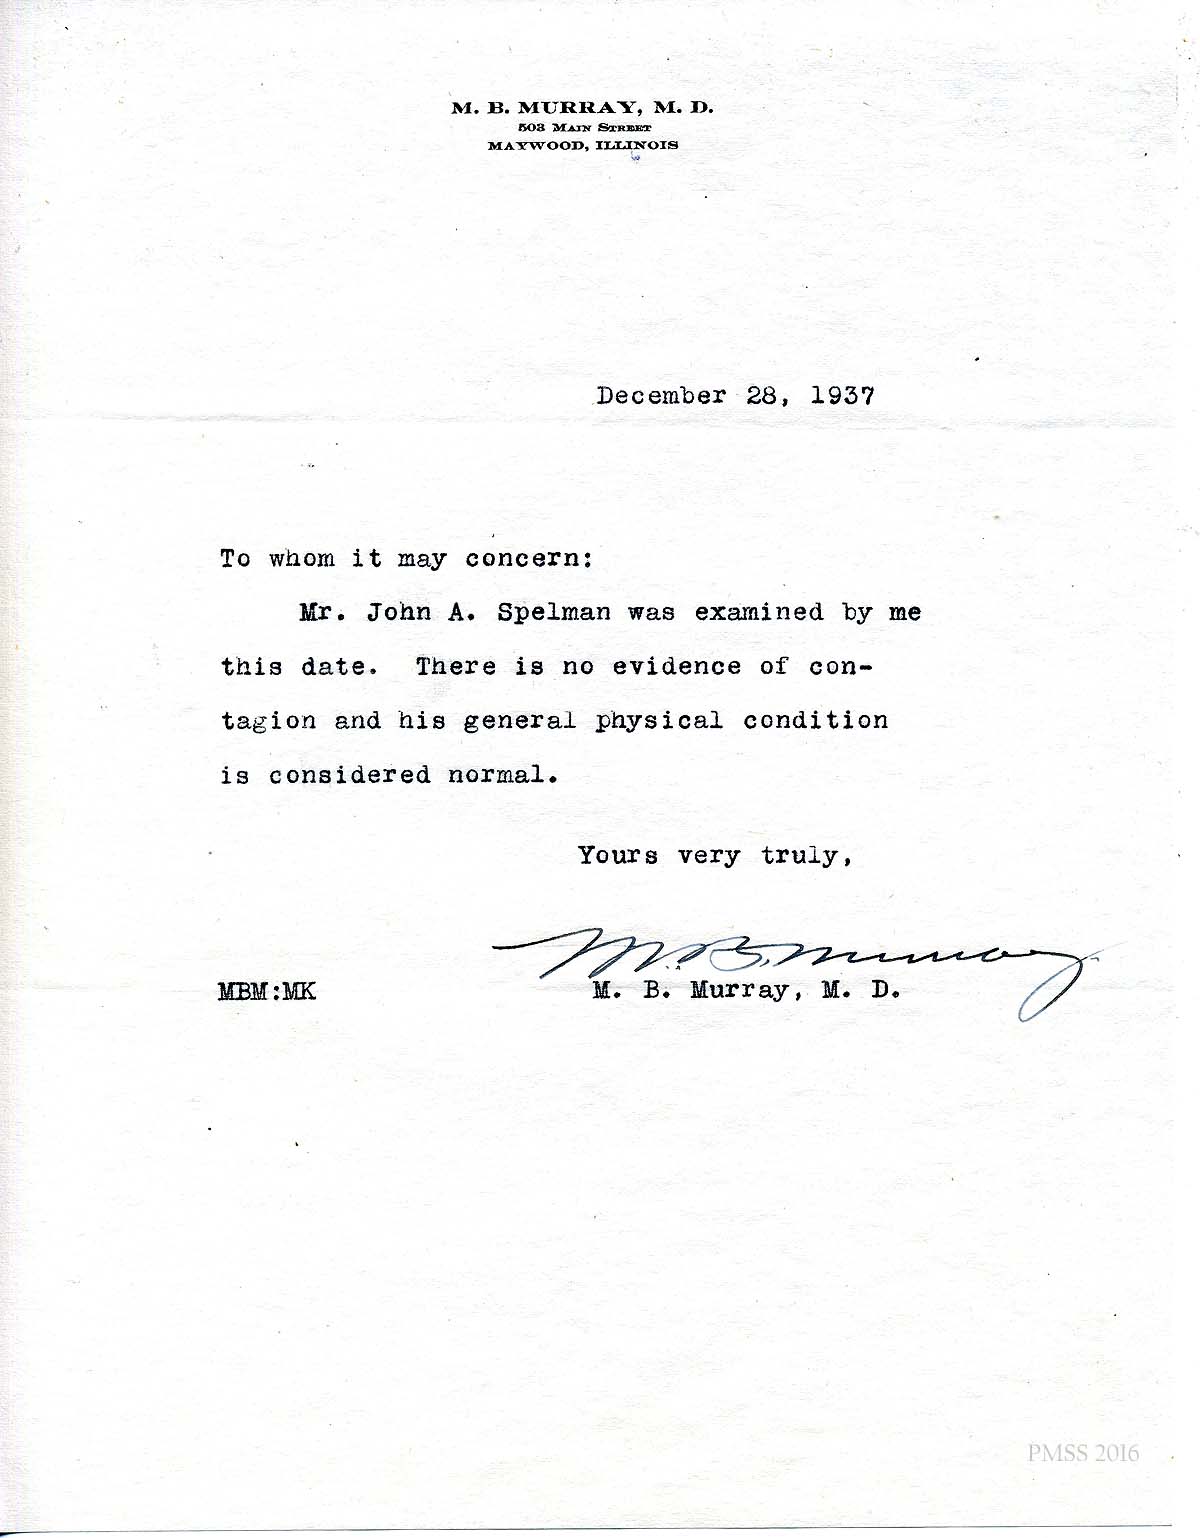 M. B. MURRAY, M. D.
503 MAIN STREET
MAYWOOD, ILLINOIS
December 28, 1937
To whom it may concern:
Mr. John A. Spelman was examined by me
this date. There is no evidence of con-
tagion and his general physical condition
is considered normal.
Yours very truly,
M. B. Murray
MBM:MK M. B. Murray, M. D.
PMSS 2016